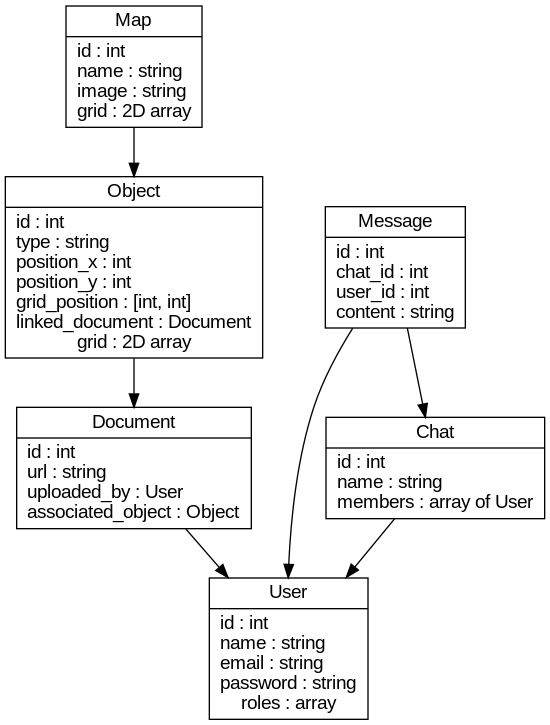 Map
id : int
name : string
image : string
grid : 2D array
Object
id : int
type : string
position_x : int
position_y : int
grid_position : [int, int]
linked_document : Document
grid : 2D array
Message
id : int
chat_id : int
user_id : int
content : string
Document
id : int
url : string
uploaded_by : User
associated_object : Object
Chat
id : int
name : string
members : array of User
User
id : int
name : string
email : string
password : string
roles : array